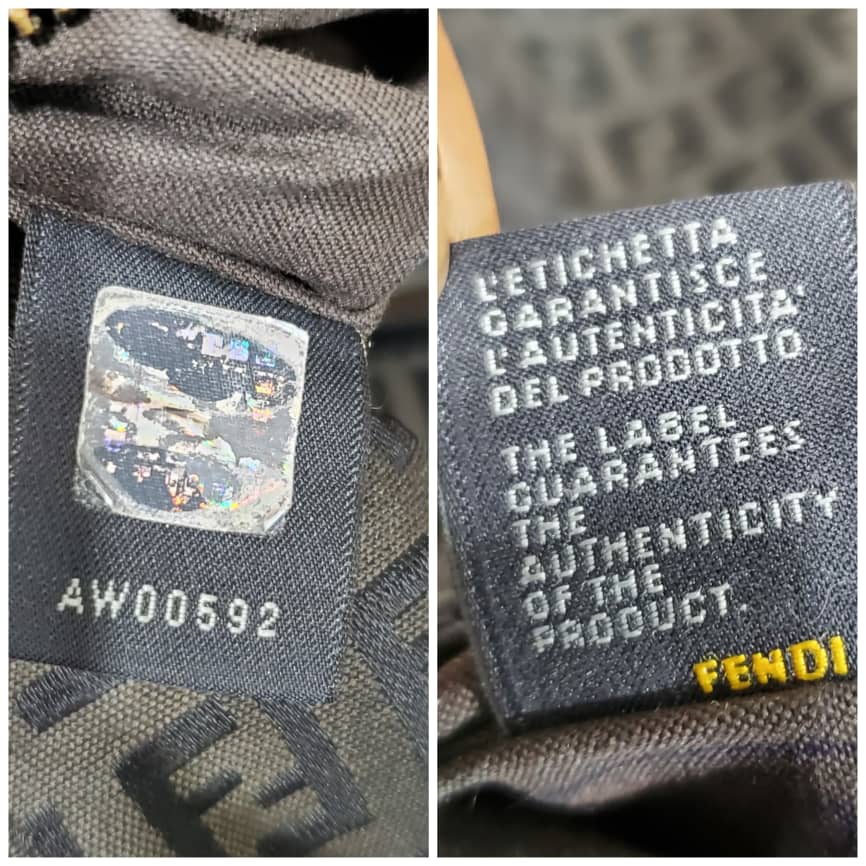 AW00592
L'ETICHETTA
GARANTISCE
L'AUTENTICITA'
DEL PRODOTTO
THE LABEL
GUARANTEES
THE
AUTHENTICITY
OF THE
PRODUCT.
FENDI